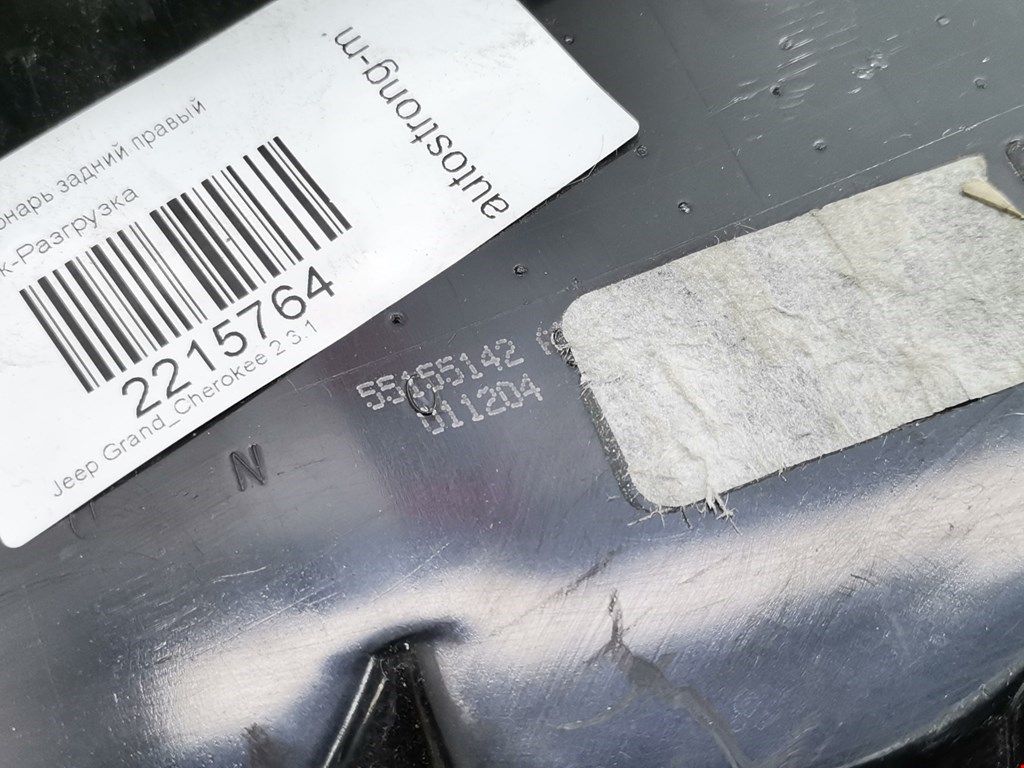 онарь задний правый
к-Разгрузка
2215764
Jeep Grand_Cherokee 2 3.1
autostrong-m
55155142
011204
N